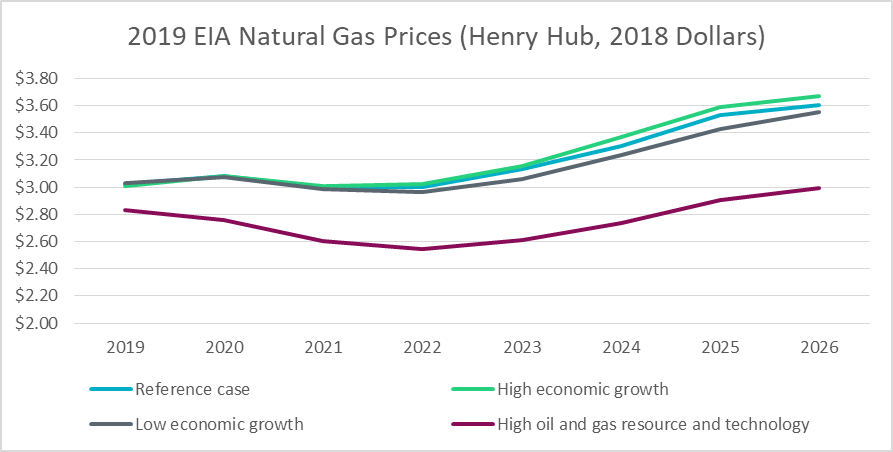 2019 EIA Natural Gas Prices (Henry Hub, 2018 Dollars)
$3.80
$3.60
$3.40
$3.20
$3.00
$2.80
$2.60
$2.40
$2.20
$2.00
2019 2020 2021 2022 2023 2024 2025 2026
Reference case High economic growth
Low economic growth High oil and gas resource and technology